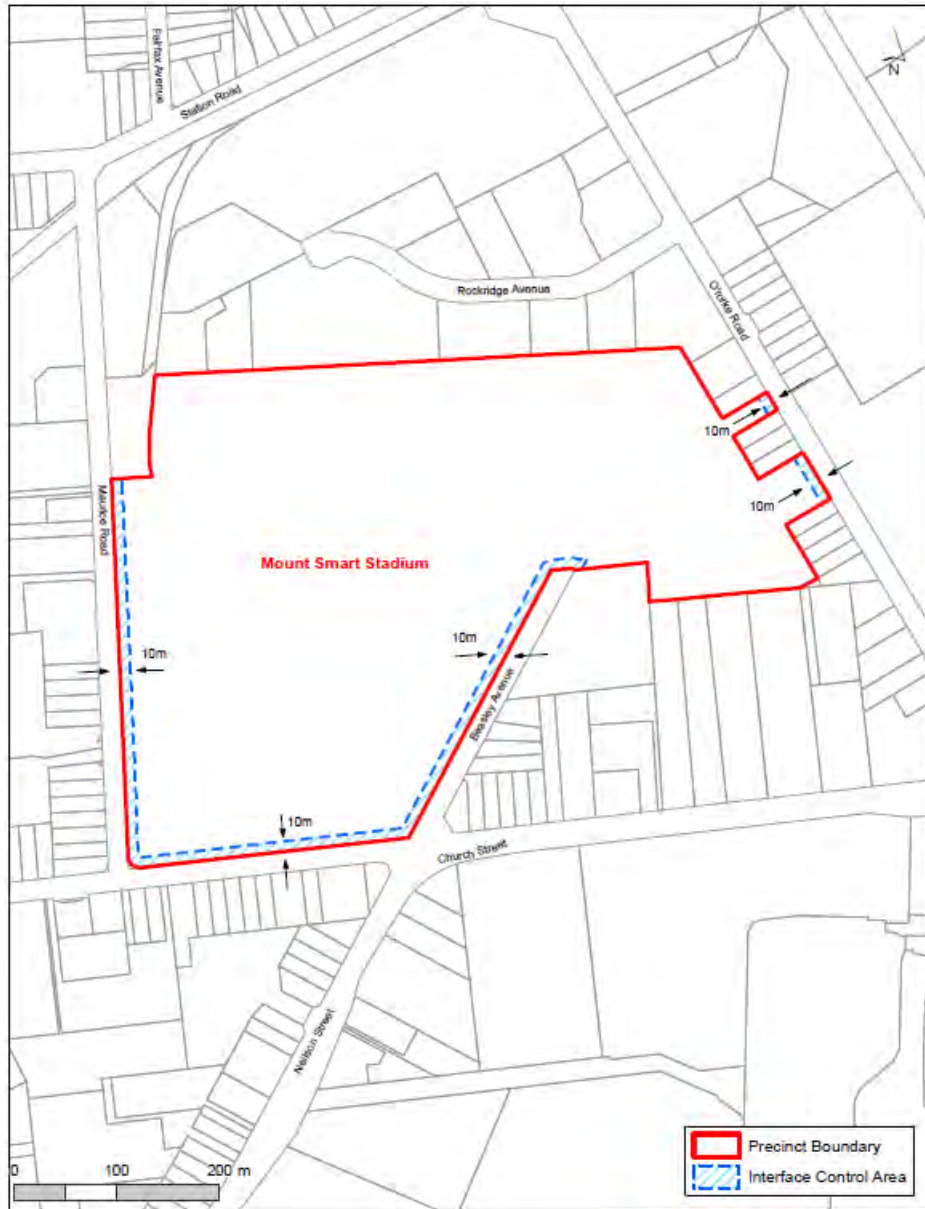 Fairfax Avenue
Station Road
N
Rockridge Avenue
O'rorke Road
10m
10m
Maurice Road
Mount Smart Stadium
10m
10m
Beasley Avenue
10m
Church Street
Neilson Street
Precinct Boundary
Interface Control Area
0 100 200 m